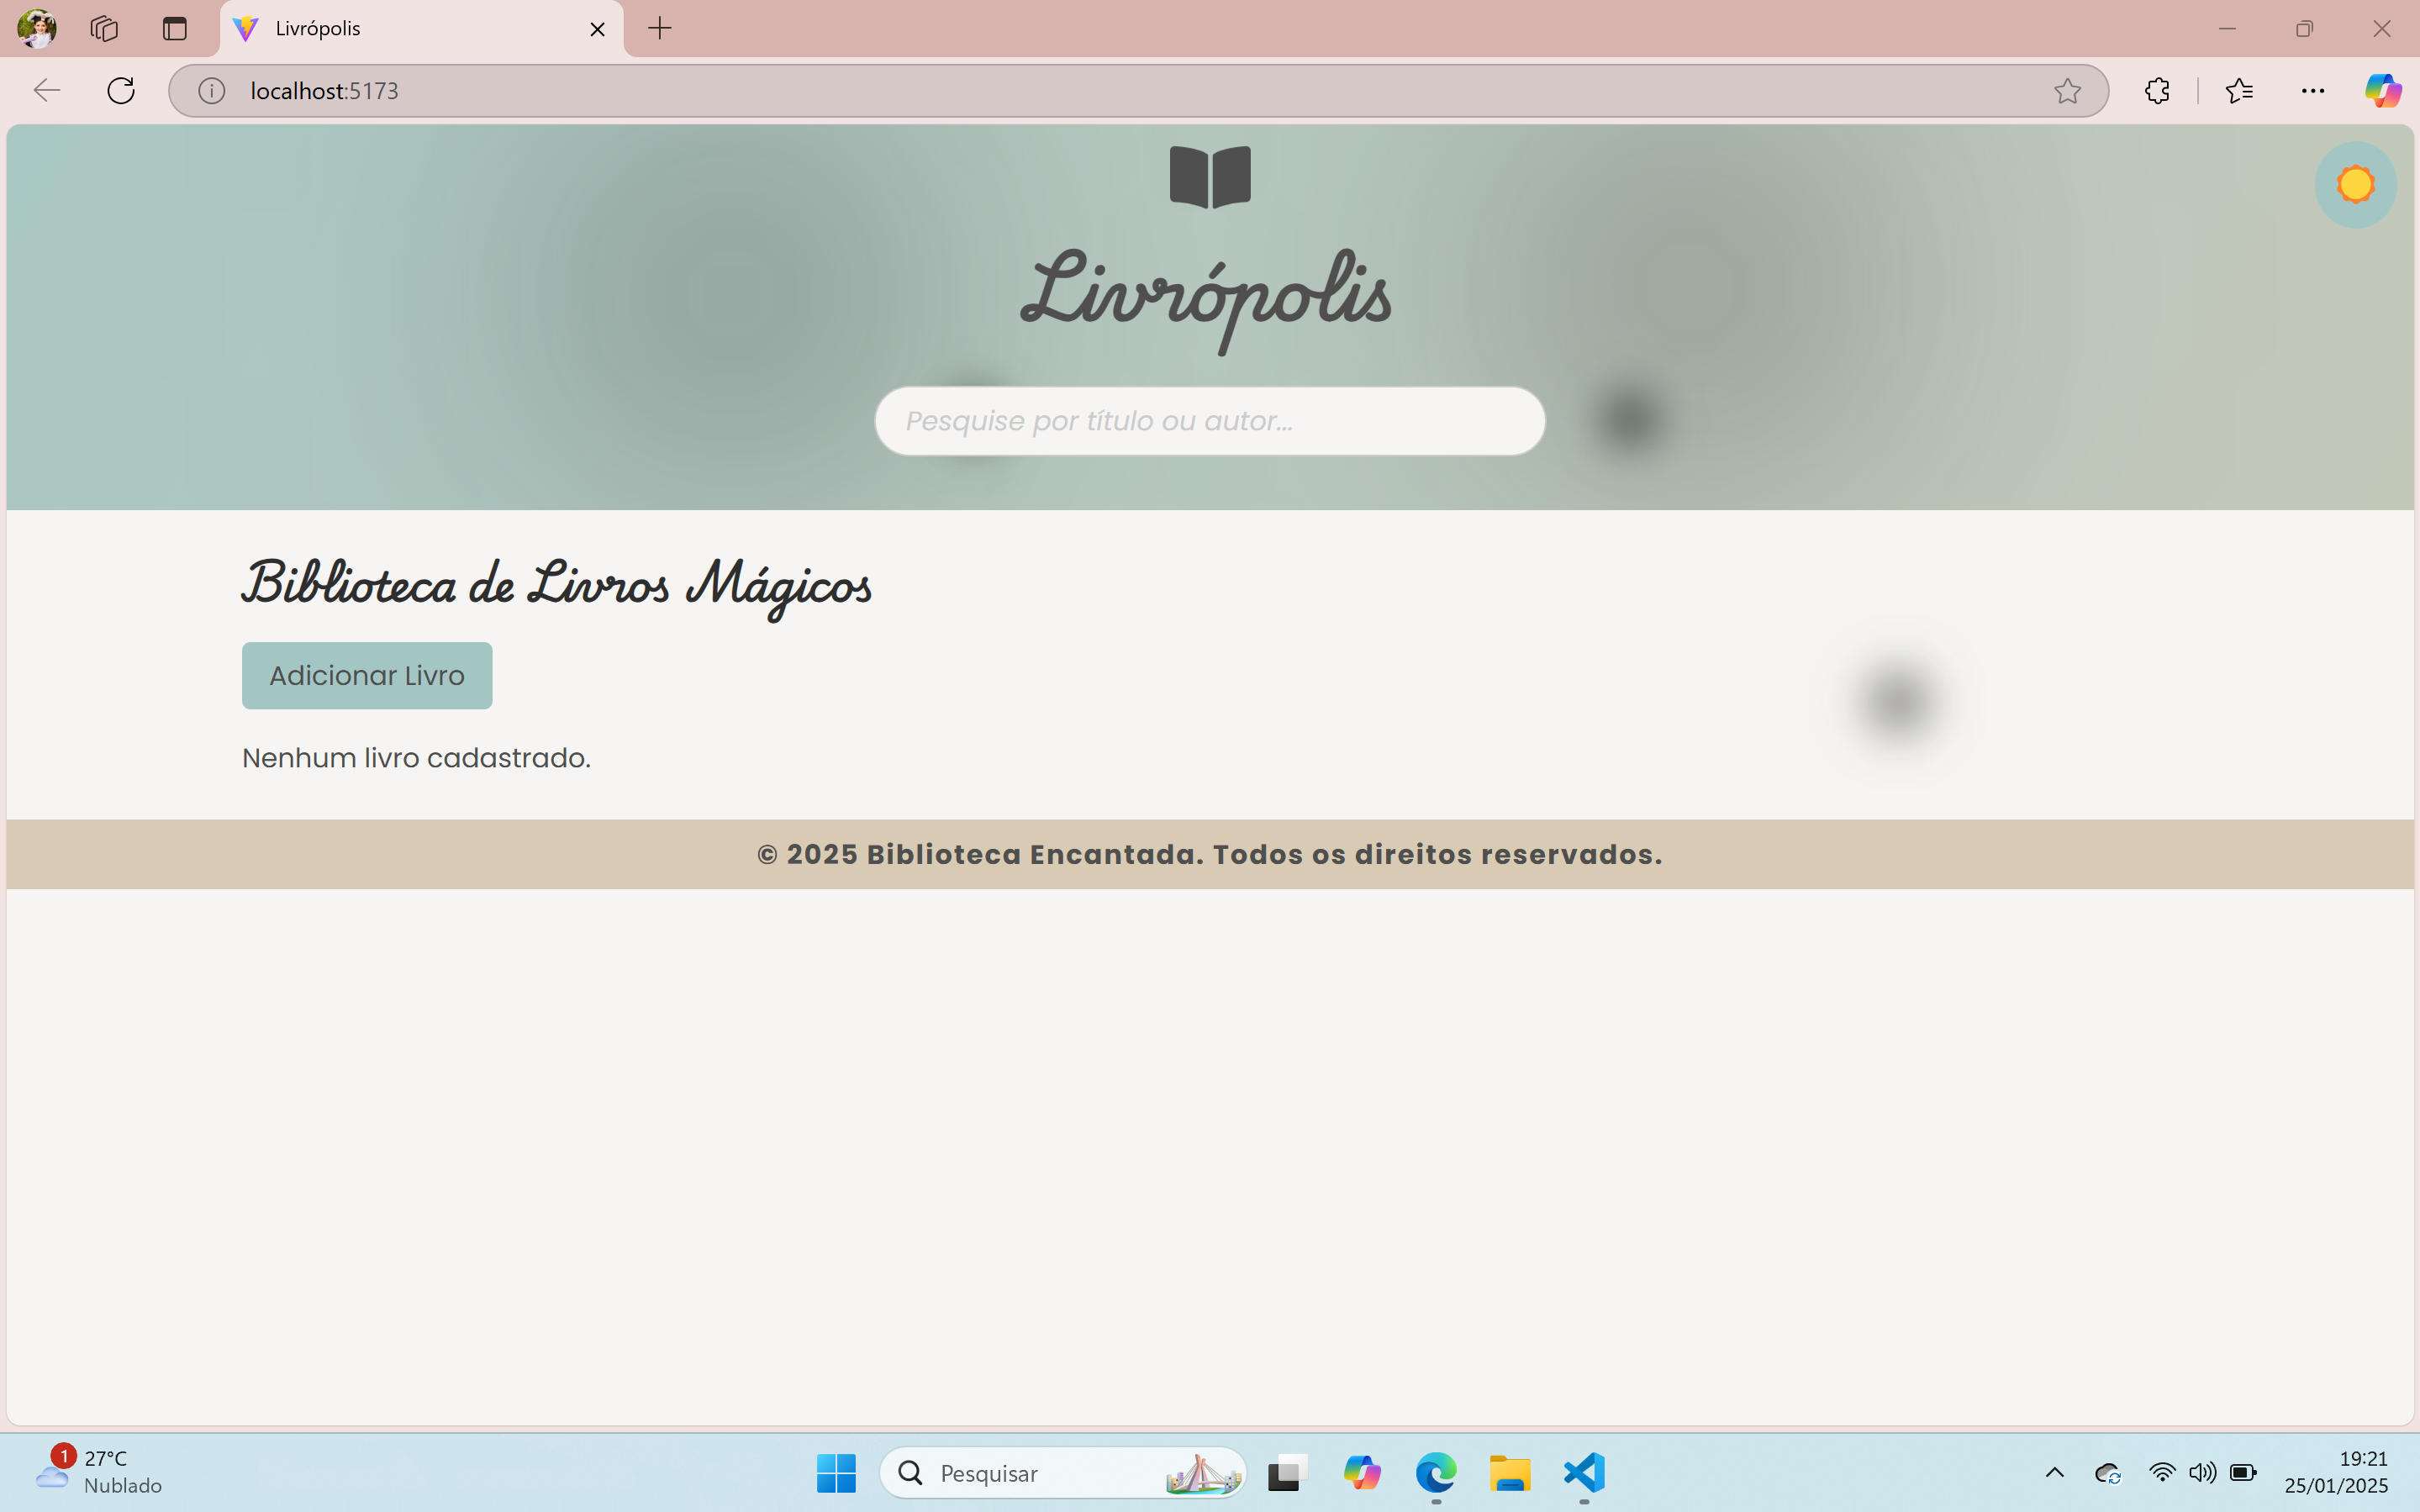 Livrópolis
localhost:5173
Livrópolis
Pesquise por título ou autor...
Biblioteca de Livros Mágicos
Adicionar Livro
Nenhum livro cadastrado.
© 2025 Biblioteca Encantada. Todos os direitos reservados.
1
27°C
Nublado
Pesquisar
19:21
25/01/2025